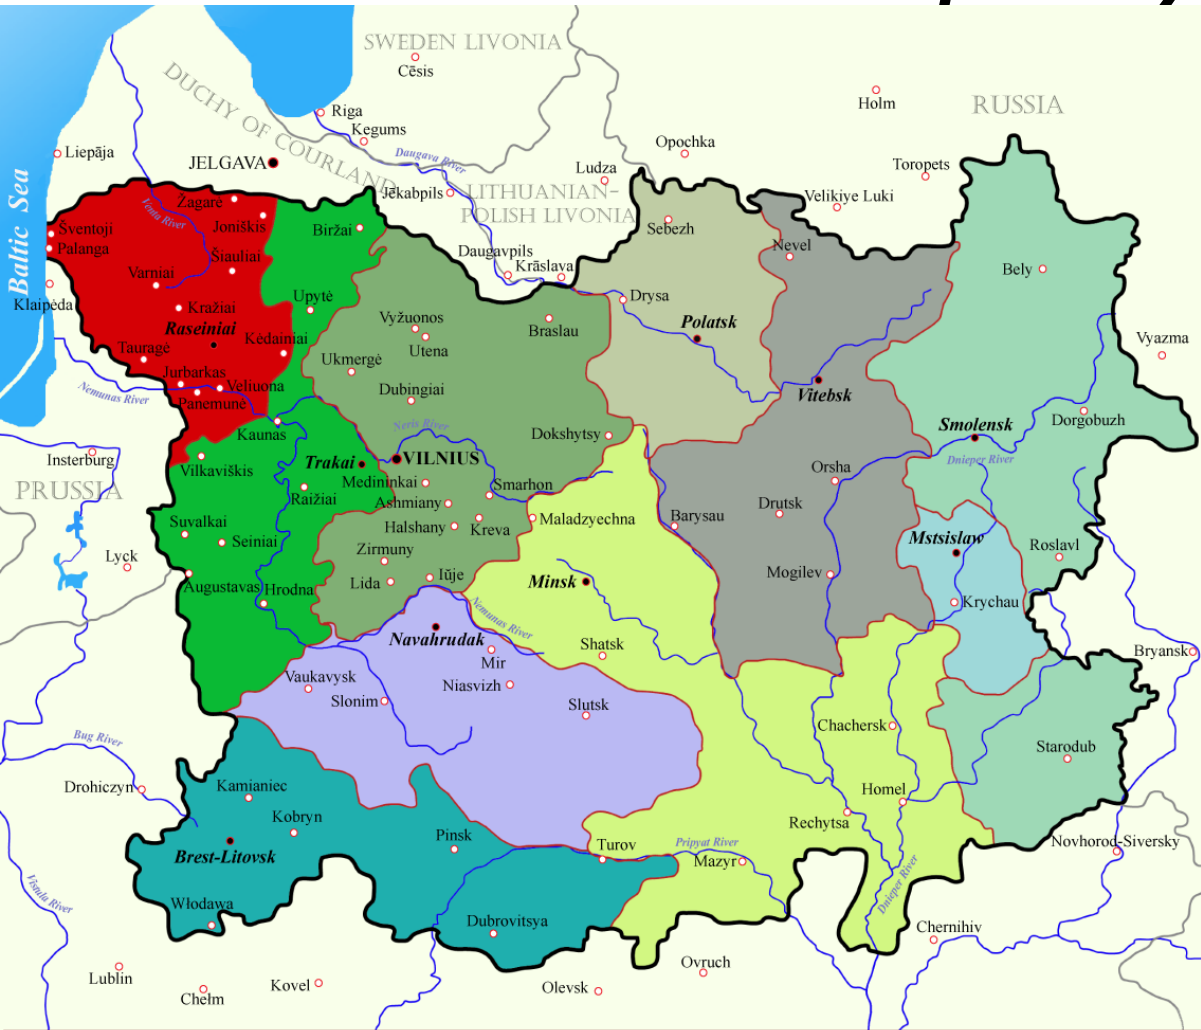 SWEDEN LIVONIA
Cēsis
DUCHY OF COURLAND
Holm
RUSSIA
Riga
Kegums
Opochka
Liepāja
JELGAVA
Daugava River
Ludza
Toropets
Jēkabpils
LITHUANIAN-
POLISH LIVONIA
Velikiye Luki
Baltic Sea
Žagarė
Venta River
Joniškis
Šventoji
Palanga
Biržai
Sebezh
Nevel
Daugavpils
Krāslava
Šiauliai
Varniai
Bely
Klaipėda
Kražiai
Upytė
Drysa
Raseiniai
Vyžuonos
Braslau
Polatsk
Kėdainiai
Utena
Vyazma
Tauragė
Ukmergė
Jurbarkas
Veliuona
Dubingiai
Vitebsk
Nemunas River
Panemunė
Neris River
Kaunas
Dokshytsy
Smolensk
Dorgobuzh
Insterburg
Vilkaviškis
Trakai
VILNIUS
Dnieper River
Orsha
PRUSSIA
Medininkai
Smarhon
Raižiai
Ashmiany
Drutsk
Suvalkai
Halshany
Kreva
Maladzyechna
Barysau
Seiniai
Mstsislaw
Roslavl
Lyck
Zirmuny
Augustavas
Hrodna
Lida
Iŭje
Minsk
Mogilev
Krychau
Nemunas River
Navahrudak
Shatsk
Mir
Bryansk
Vaukavysk
Niasvizh
Slonim
Slutsk
Chachersk
Bug River
Starodub
Drohiczyn
Kamianiec
Homel
Kobryn
Rechytsa
Pinsk
Brest-Litovsk
Turov
Pripyat River
Mazyr
Novhorod-Siversky
Vistula River
Dnieper River
Włodawa
Dubrovitsya
Chernihiv
Lublin
Ovruch
Chełm
Kovel
Olevsk